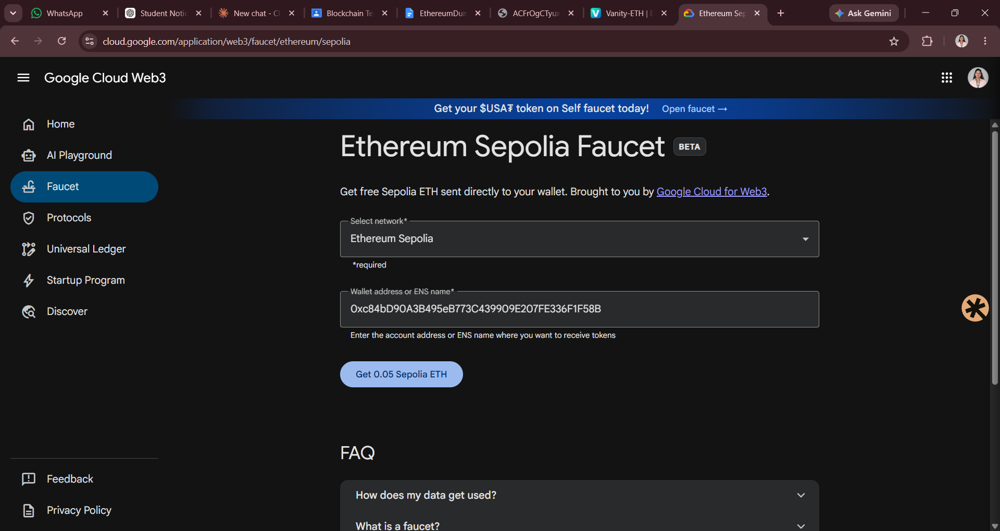 WhatsApp
Student Notic
New chat - Cl
Blockchain Te
EthereumDun
ACFrOgCTyux
Vanity-ETH | E
Ethereum Sep
Ask Gemini
cloud.google.com/application/web3/faucet/ethereum/sepolia
Google Cloud Web3
Get your $USA₮ token on Self faucet today! Open faucet →
Home
AI Playground
Faucet
Protocols
Universal Ledger
Startup Program
Discover
Feedback
Privacy Policy
Ethereum Sepolia Faucet BETA
Get free Sepolia ETH sent directly to your wallet. Brought to you by Google Cloud for Web3.
Select network*
Ethereum Sepolia
*required
Wallet address or ENS name*
0xc84bD90A3B495eB773C439909E207FE336F1F58B
Enter the account address or ENS name where you want to receive tokens
Get 0.05 Sepolia ETH
FAQ
How does my data get used?
What is a faucet?